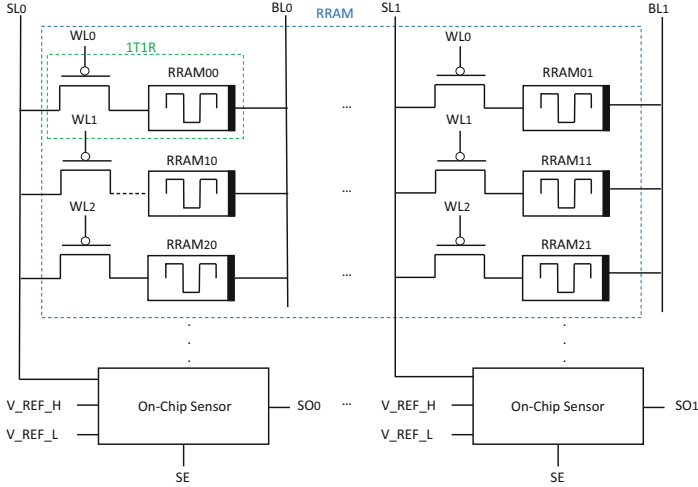 SL0 BL0 SL1 BL1
RRAM
WL0 1T1R WL0
RRAM00 RRAM01
...
WL1 WL1
RRAM10 RRAM11
...
WL2 WL2
RRAM20 RRAM21
...
On-Chip Sensor On-Chip Sensor
V_REF_H SO0 ... V_REF_H SO1
V_REF_L V_REF_L
SE SE